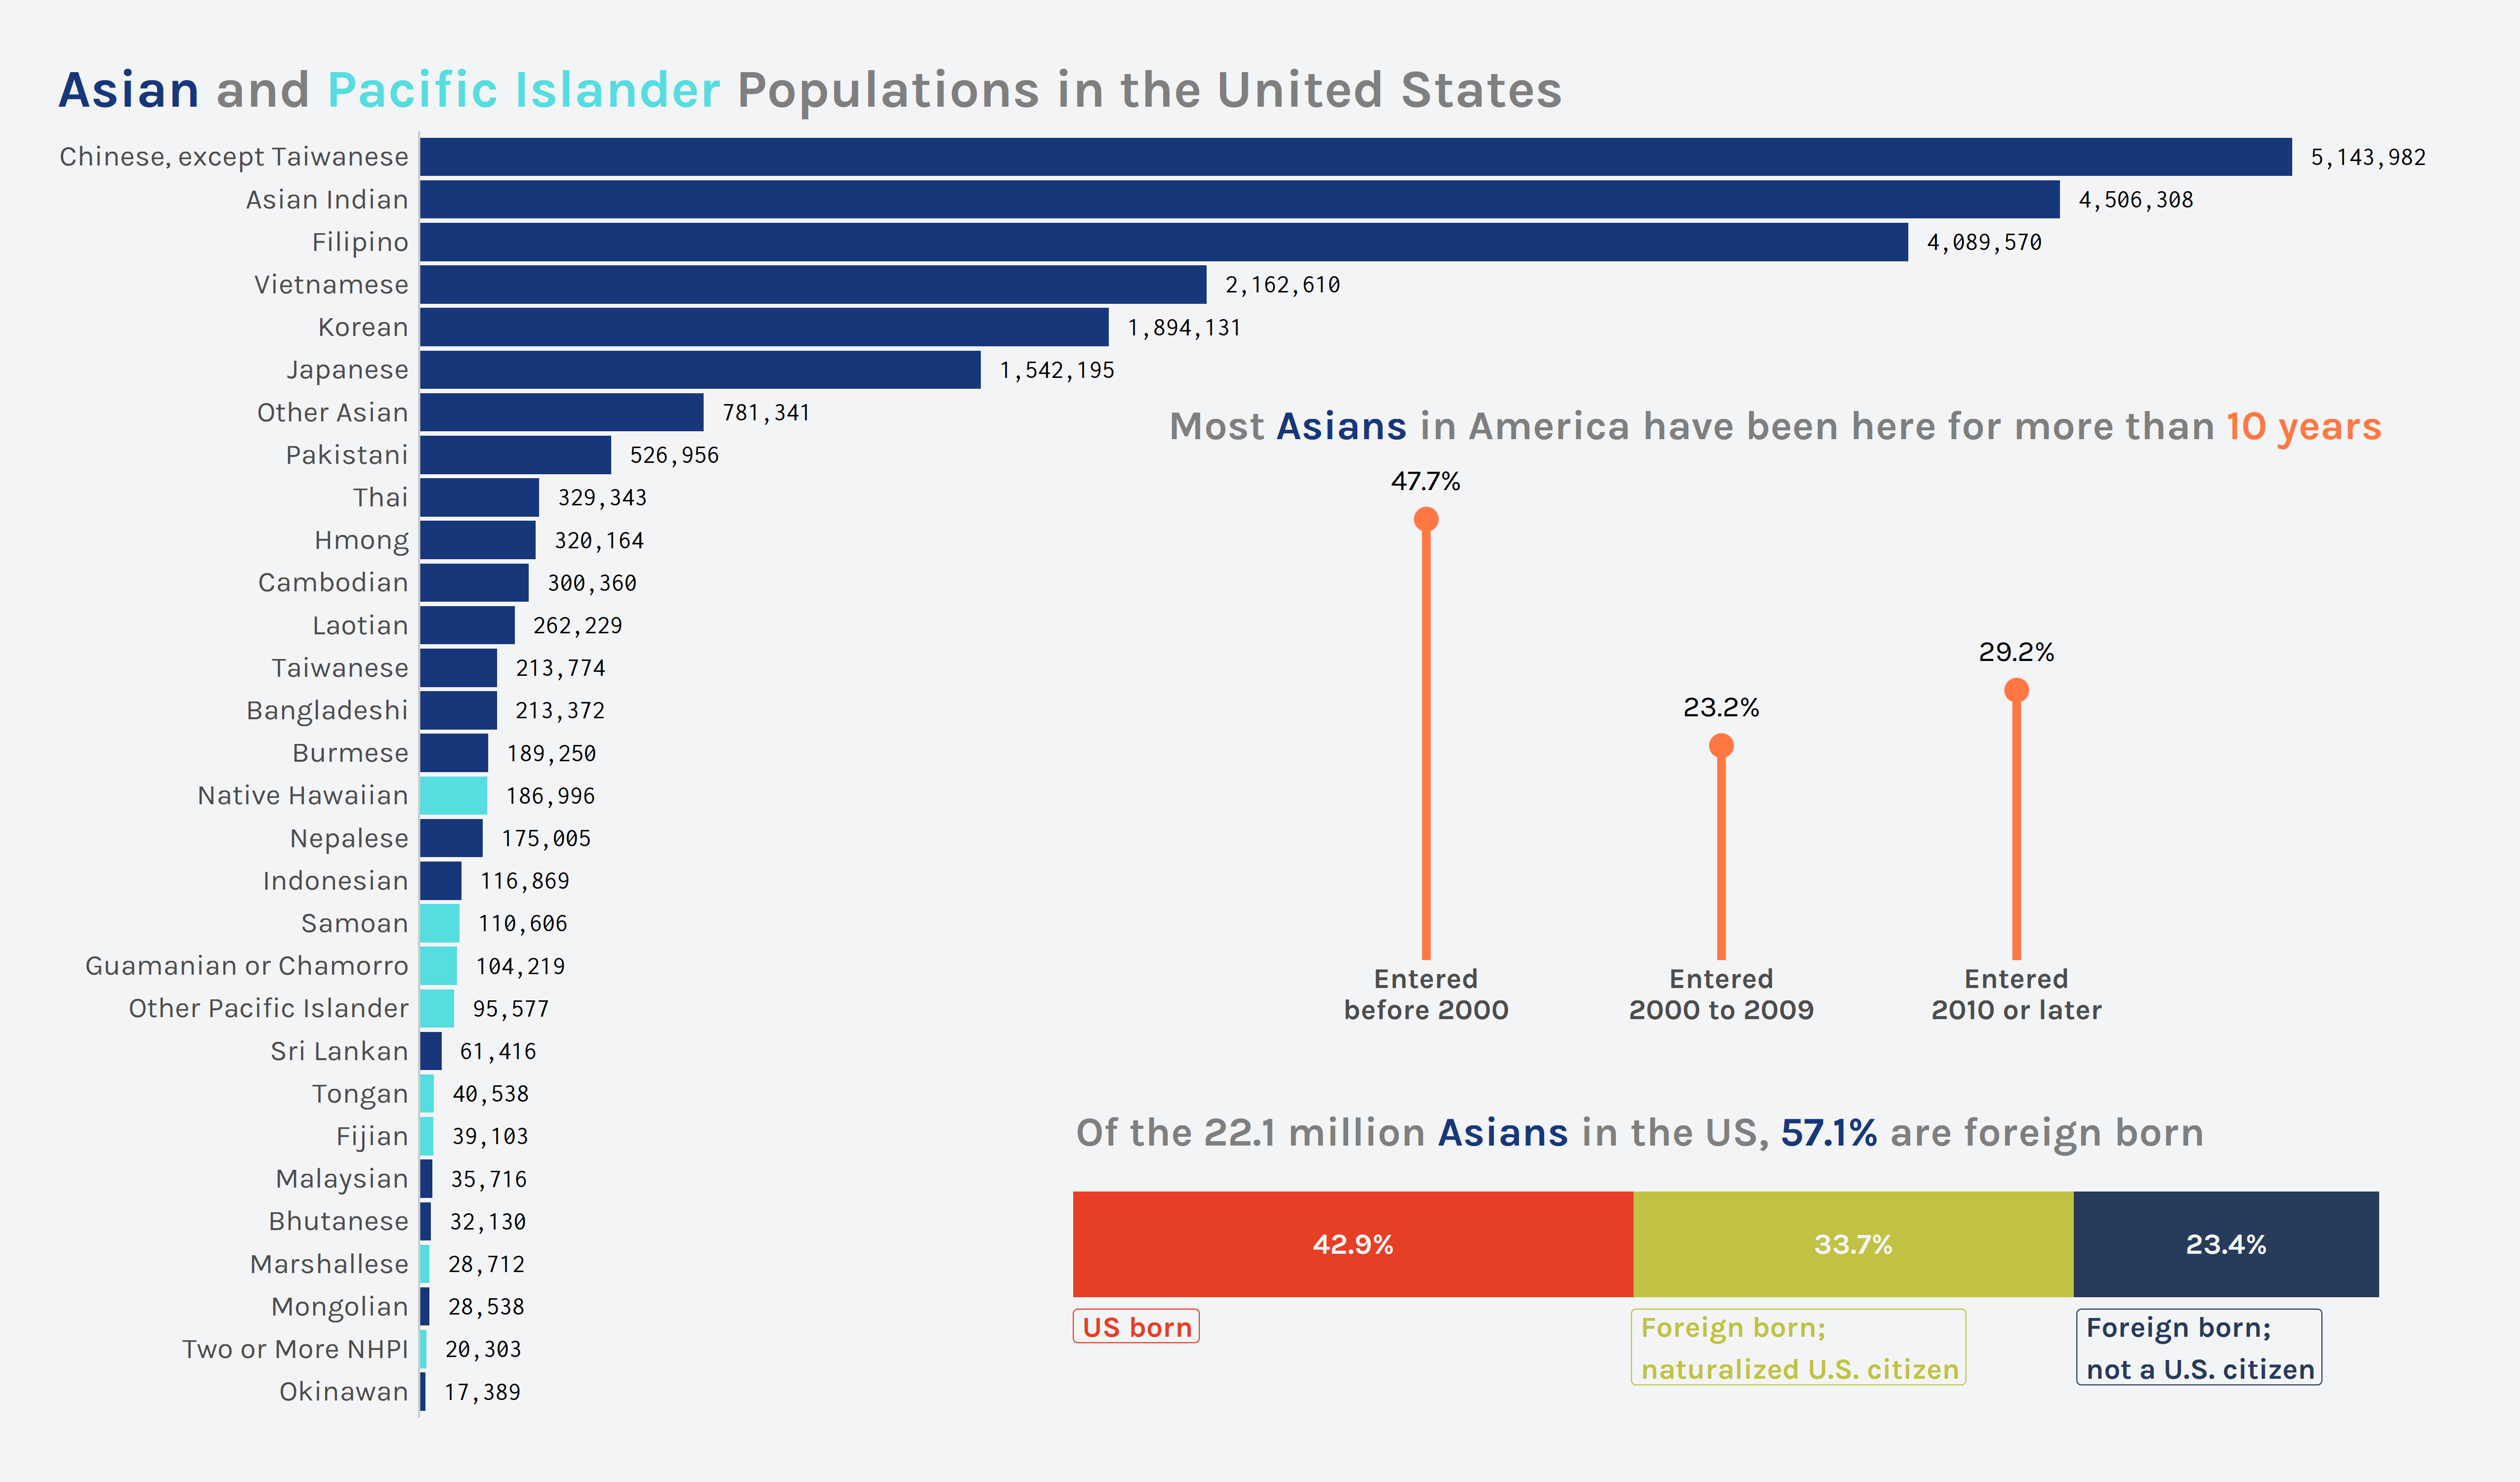 Asian and Pacific Islander Populations in the United States
Chinese, except Taiwanese 5,143,982
Asian Indian 4,506,308
Filipino 4,089,570
Vietnamese 2,162,610
Korean 1,894,131
Japanese 1,542,195
Other Asian 781,341
Pakistani 526,956
Thai 329,343
Hmong 320,164
Cambodian 300,360
Laotian 262,229
Taiwanese 213,774
Bangladeshi 213,372
Burmese 189,250
Native Hawaiian 186,996
Nepalese 175,005
Indonesian 116,869
Samoan 110,606
Guamanian or Chamorro 104,219
Other Pacific Islander 95,577
Sri Lankan 61,416
Tongan 40,538
Fijian 39,103
Malaysian 35,716
Bhutanese 32,130
Marshallese 28,712
Mongolian 28,538
Two or More NHPI 20,303
Okinawan 17,389
Most Asians in America have been here for more than 10 years
47.7%
23.2%
29.2%
Entered
before 2000
Entered
2000 to 2009
Entered
2010 or later
Of the 22.1 million Asians in the US, 57.1% are foreign born
42.9%
33.7%
23.4%
US born
Foreign born;
naturalized U.S. citizen
Foreign born;
not a U.S. citizen